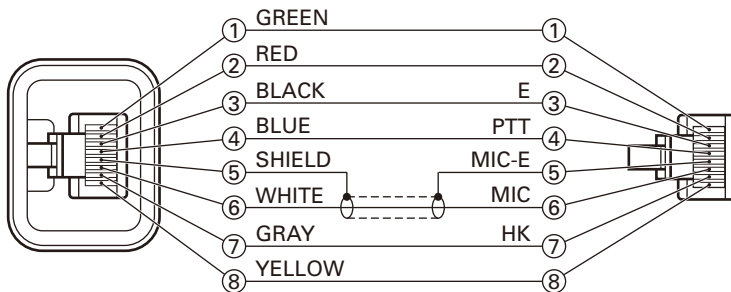 ① GREEN ①
② RED ②
③ BLACK E ③
④ BLUE PTT ④
⑤ SHIELD MIC-E ⑤
⑥ WHITE MIC ⑥
⑦ GRAY HK ⑦
⑧ YELLOW ⑧